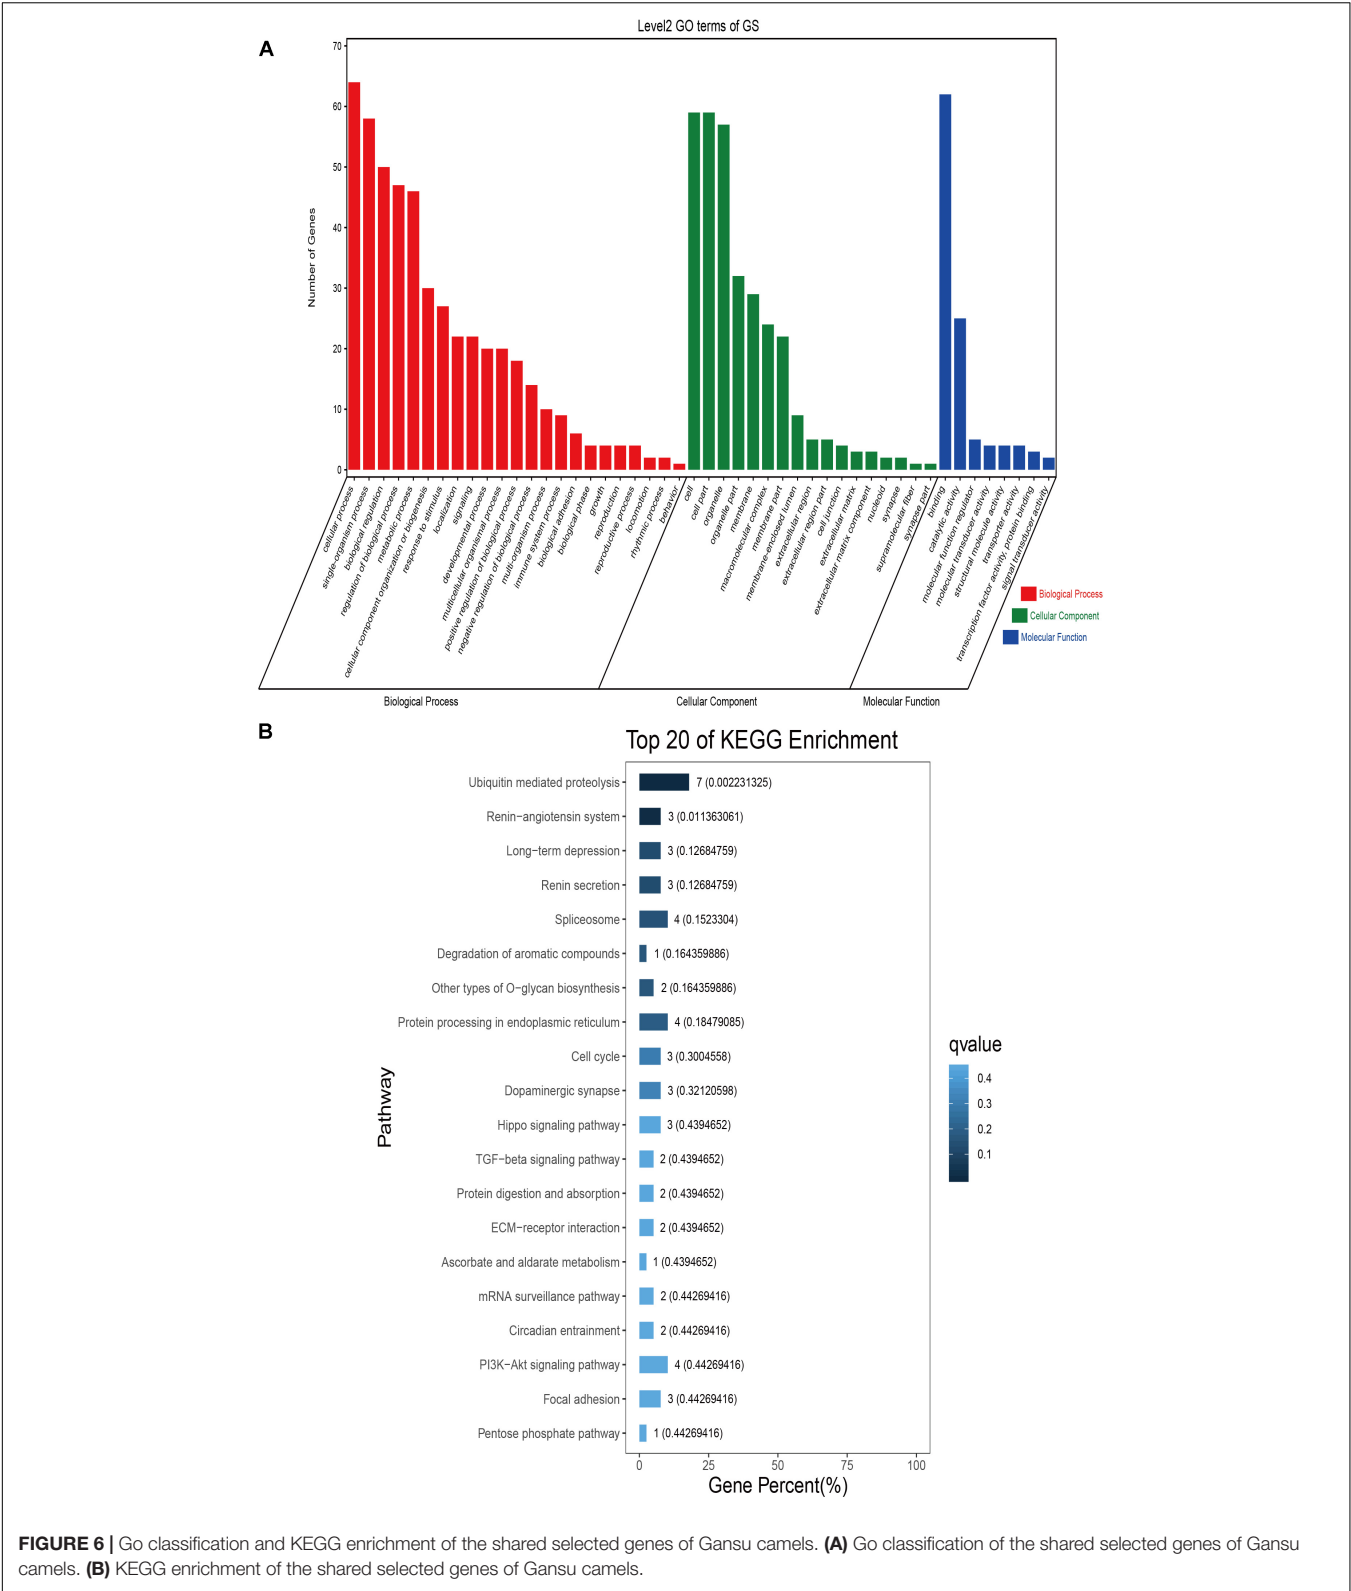 Level2 GO terms of GS
A
70
60
50
40
30
20
10
0
Number of Genes
cellular process
single-organism process
biological regulation
regulation of biological process
metabolic process
cellular component organization or biogenesis
response to stimulus
localization
signaling
developmental process
multicellular organismal process
positive regulation of biological process
negative regulation of biological process
multi-organism process
immune system process
biological adhesion
biological phase
growth
reproduction
reproductive process
locomotion
rhythmic process
behavior
cell
cell part
organelle
organelle part
membrane
macromolecular complex
membrane part
membrane-enclosed lumen
extracellular region
extracellular region part
cell junction
extracellular matrix
extracellular matrix component
nucleoid
synapse
supramolecular fiber
synapse part
binding
catalytic activity
molecular function regulator
molecular transducer activity
structural molecule activity
transporter activity
transcription factor activity, protein binding
signal transducer activity
Biological Process
Cellular Component
Molecular Function
Biological Process
Cellular Component
Molecular Function
B
Top 20 of KEGG Enrichment
Ubiquitin mediated proteolysis 7 (0.002231325)
Renin−angiotensin system 3 (0.011363061)
Long−term depression 3 (0.12684759)
Renin secretion 3 (0.12684759)
Spliceosome 4 (0.1523304)
Degradation of aromatic compounds 1 (0.164359886)
Other types of O−glycan biosynthesis 2 (0.164359886)
Protein processing in endoplasmic reticulum 4 (0.18479085)
Cell cycle 3 (0.3004558)
Dopaminergic synapse 3 (0.32120598)
Hippo signaling pathway 3 (0.4394652)
TGF−beta signaling pathway 2 (0.4394652)
Protein digestion and absorption 2 (0.4394652)
ECM−receptor interaction 2 (0.4394652)
Ascorbate and aldarate metabolism 1 (0.4394652)
mRNA surveillance pathway 2 (0.44269416)
Circadian entrainment 2 (0.44269416)
PI3K−Akt signaling pathway 4 (0.44269416)
Focal adhesion 3 (0.44269416)
Pentose phosphate pathway 1 (0.44269416)
Pathway
0 25 50 75 100
Gene Percent(%)
qvalue
0.4
0.3
0.2
0.1
FIGURE 6 | Go classification and KEGG enrichment of the shared selected genes of Gansu camels. (A) Go classification of the shared selected genes of Gansu
camels. (B) KEGG enrichment of the shared selected genes of Gansu camels.